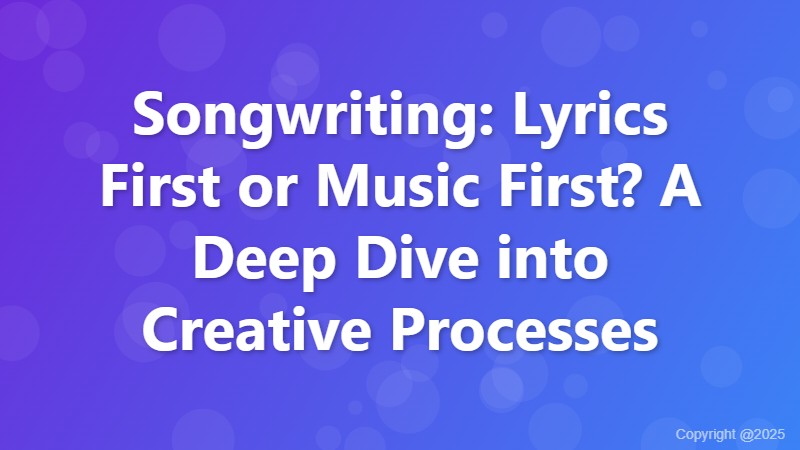 Songwriting: Lyrics
First or Music First? A
Deep Dive into
Creative Processes
Copyright @2025